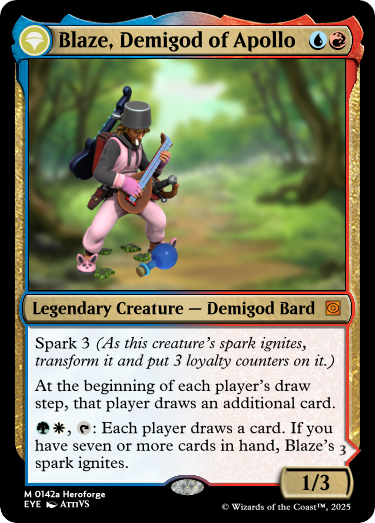 Blaze, Demigod of Apollo
Legendary Creature — Demigod Bard
Spark 3 (As this creature's spark ignites,
transform it and put 3 loyalty counters on it.)
At the beginning of each player's draw
step, that player draws an additional card.
, : Each player draws a card. If you
have seven or more cards in hand, Blaze's
spark ignites.
3
1/3
M 0142a Heroforge
EYE AttiVS
© Wizards of the Coast™, 2025